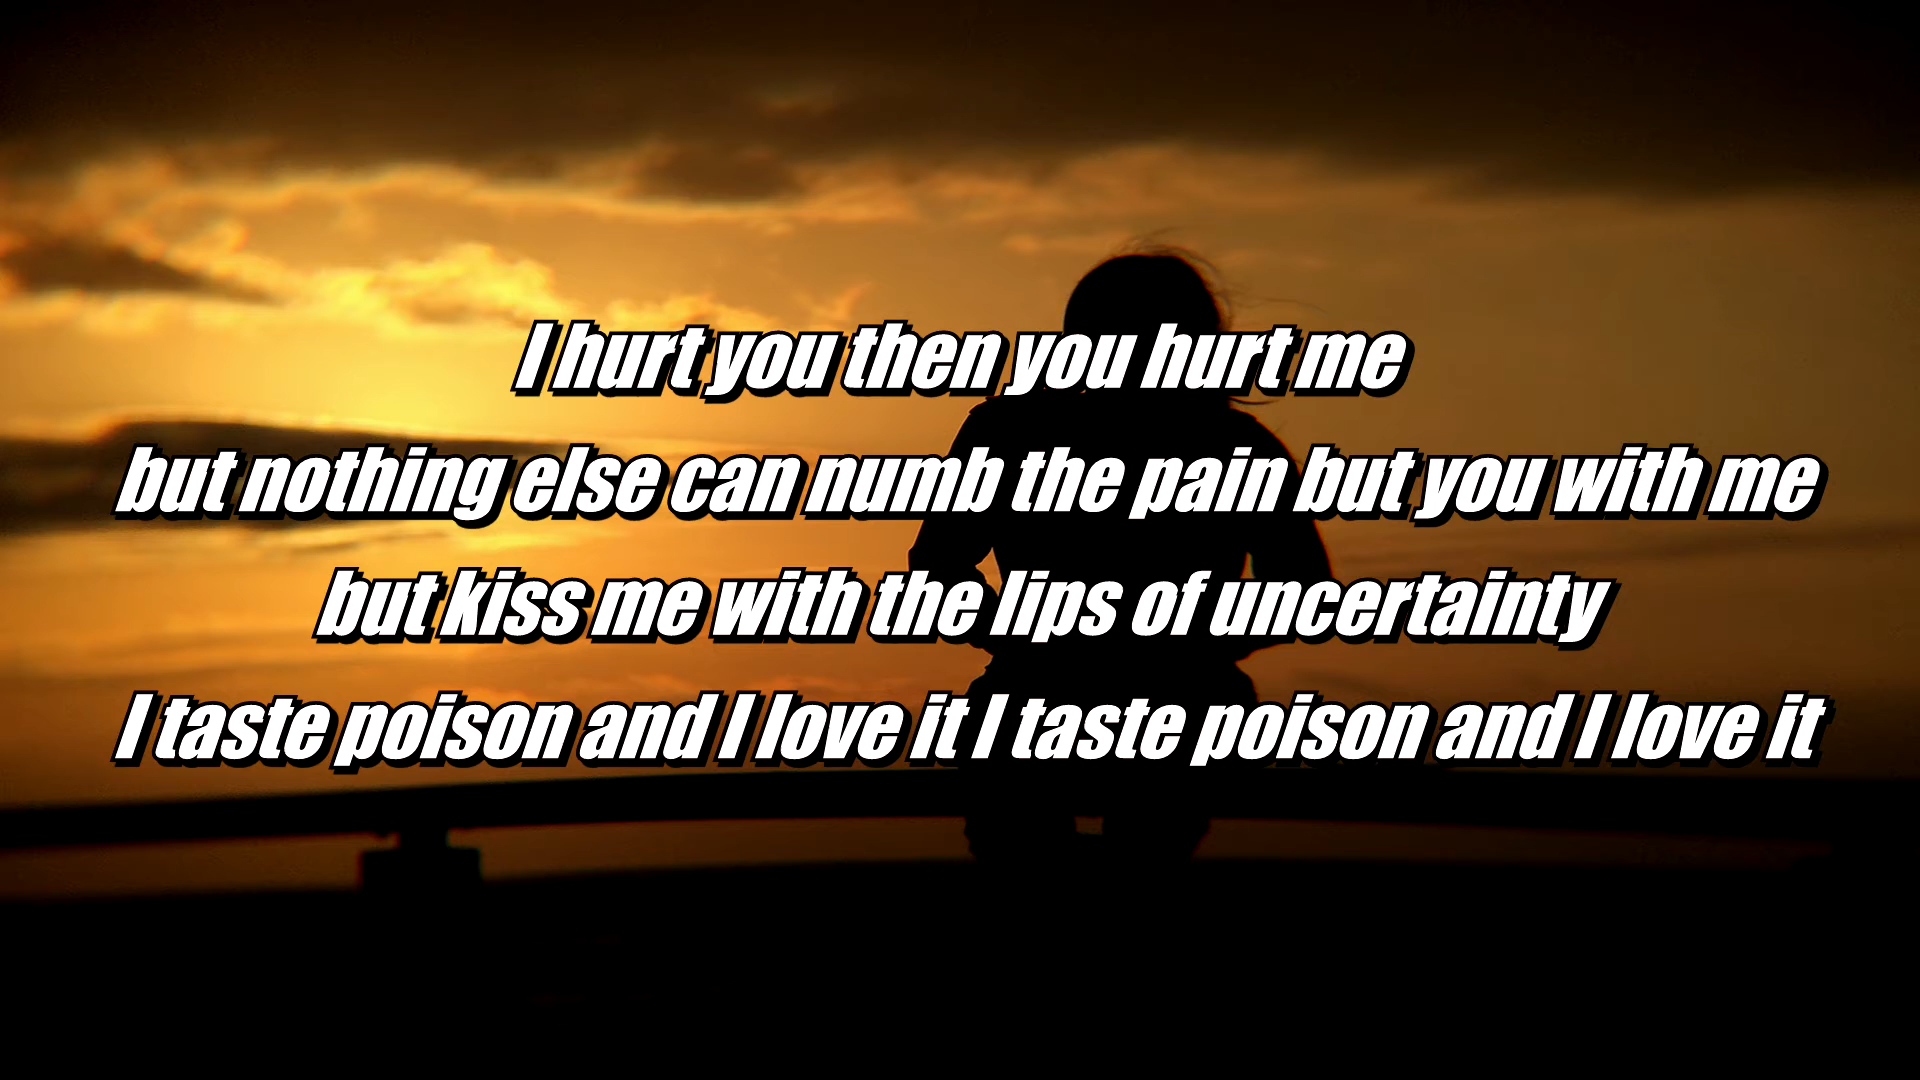 I hurt you then you hurt me
but nothing else can numb the pain but you with me
but kiss me with the lips of uncertainty
I taste poison and I love it I taste poison and I love it